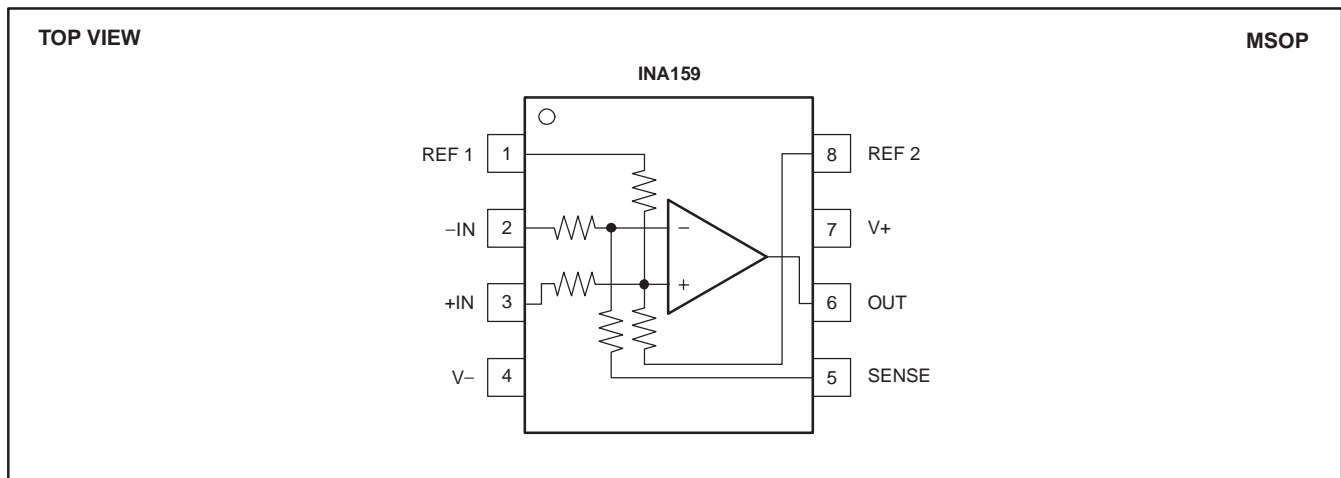 TOP VIEW
MSOP
INA159
REF 1 1
8 REF 2
−IN 2
−
7 V+
+IN 3
+
6 OUT
V− 4
5 SENSE